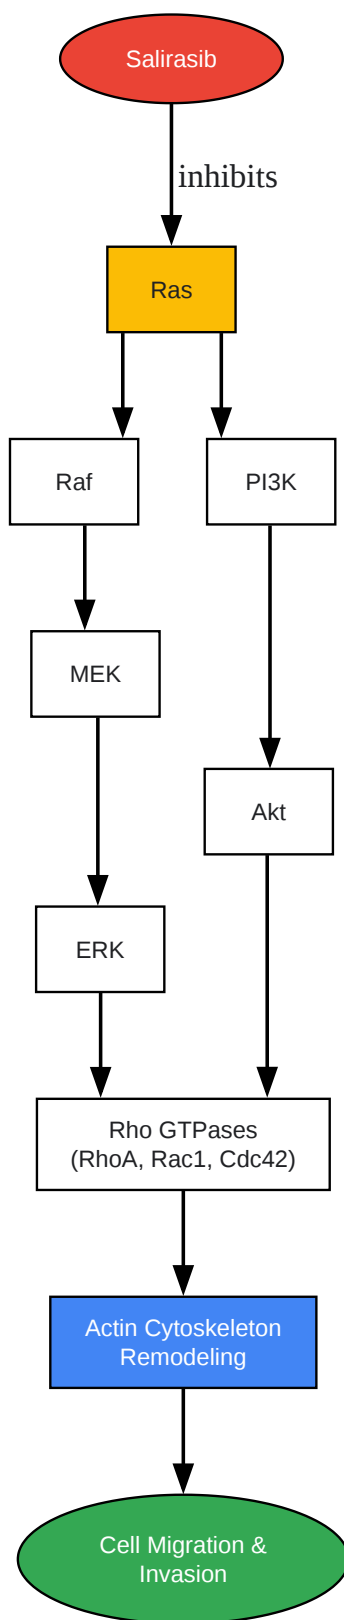 Salirasib
inhibits
Ras
Raf
PI3K
MEK
Akt
ERK
Rho GTPases
(RhoA, Rac1, Cdc42)
Actin Cytoskeleton
Remodeling
Cell Migration &
Invasion